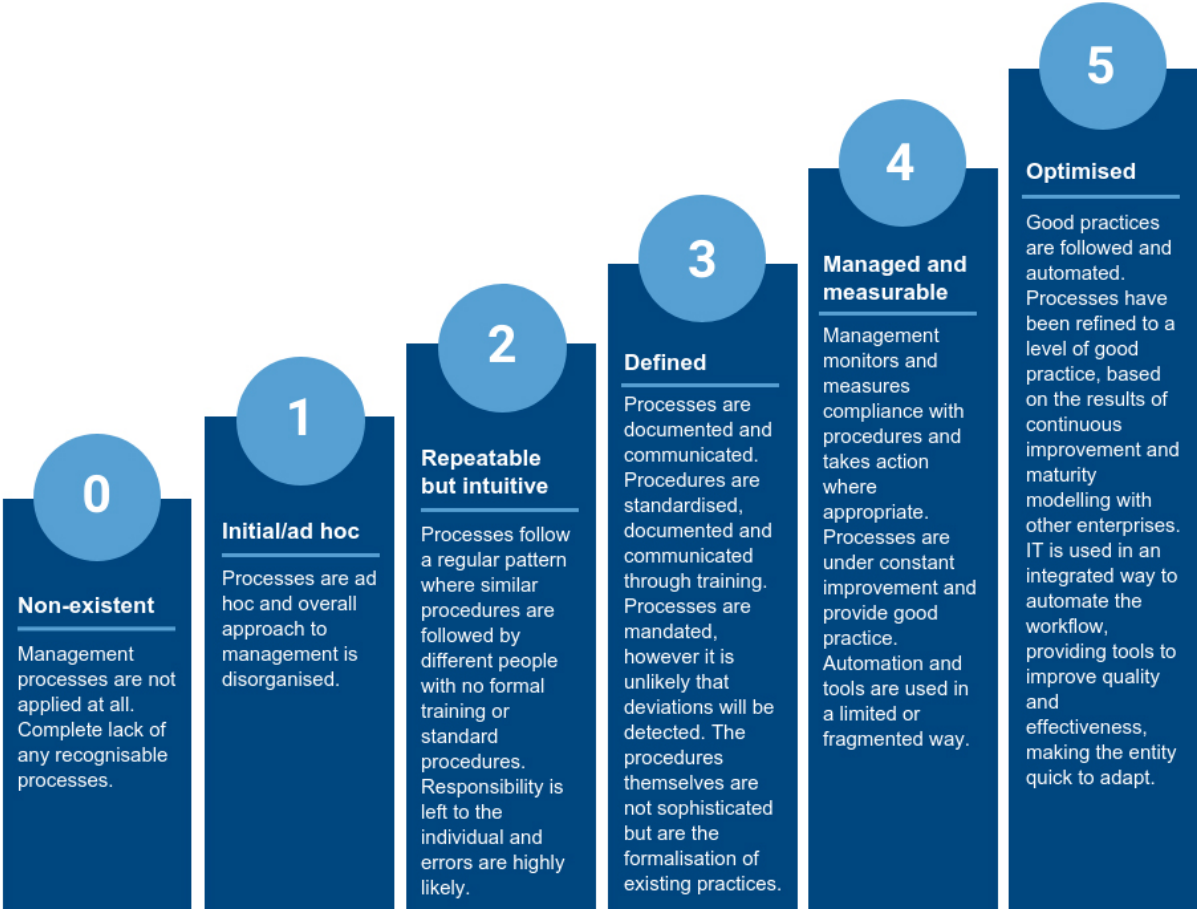 0
Non-existent
Management
processes are not
applied at all.
Complete lack of
any recognisable
processes.
1
Initial/ad hoc
Processes are ad
hoc and overall
approach to
management is
disorganised.
2
Repeatable
but intuitive
Processes follow
a regular pattern
where similar
procedures are
followed by
different people
with no formal
training or
standard
procedures.
Responsibility is
left to the
individual and
errors are highly
likely.
3
Defined
Processes are
documented and
communicated.
Procedures are
standardised,
documented and
communicated
through training.
Processes are
mandated,
however it is
unlikely that
deviations will be
detected. The
procedures
themselves are
not sophisticated
but are the
formalisation of
existing practices.
4
Managed and
measurable
Management
monitors and
measures
compliance with
procedures and
takes action
where
appropriate.
Processes are
under constant
improvement and
provide good
practice.
Automation and
tools are used in
a limited or
fragmented way.
5
Optimised
Good practices
are followed and
automated.
Processes have
been refined to a
level of good
practice, based
on the results of
continuous
improvement and
maturity
modelling with
other enterprises.
IT is used in an
integrated way to
automate the
workflow,
providing tools to
improve quality
and
effectiveness,
making the entity
quick to adapt.